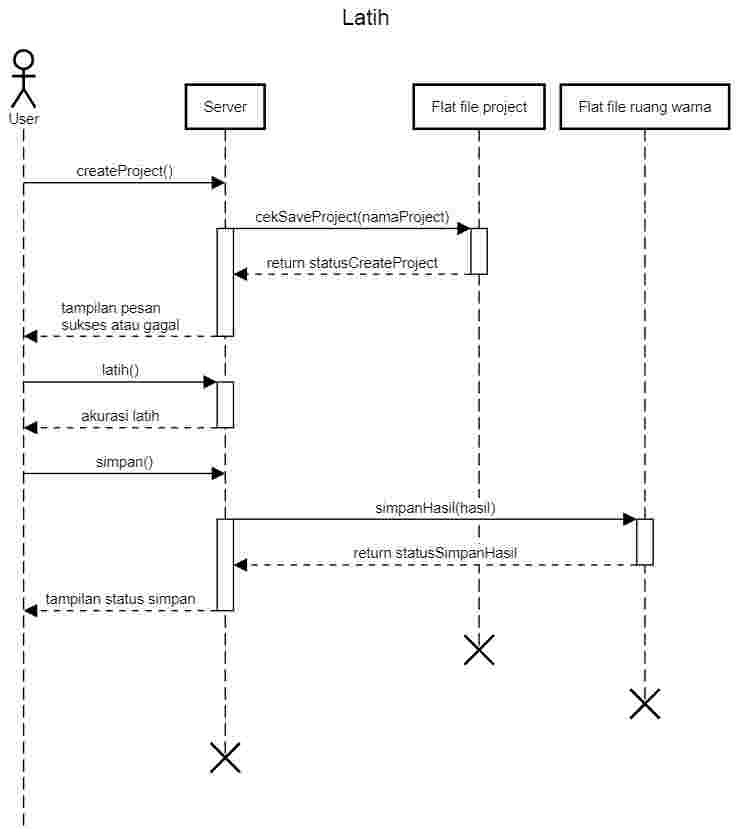 Latih
User
Server
Flat file project
Flat file ruang warna
createProject()
cekSaveProject(namaProject)
return statusCreateProject
tampilan pesan
sukses atau gagal
latih()
akurasi latih
simpan()
simpanHasil(hasil)
return statusSimpanHasil
tampilan status simpan